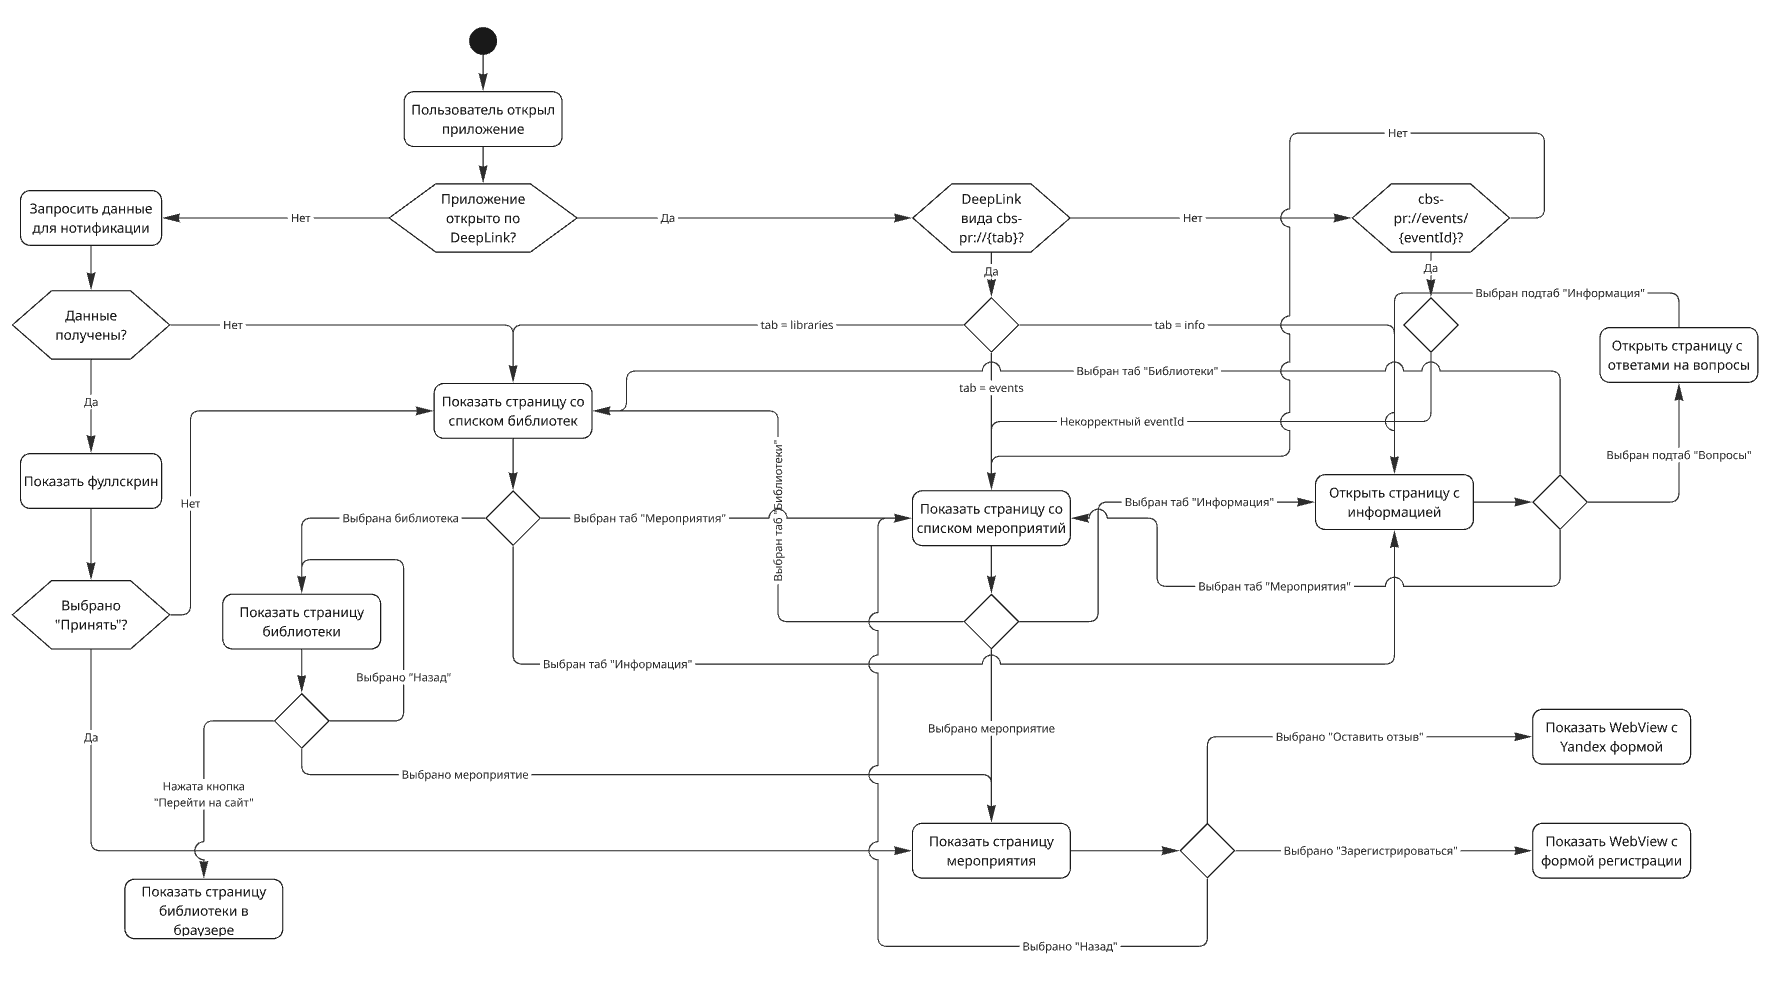 Пользователь открыл
приложение
Нет
Запросить данные
для нотификации
Нет
Приложение
открыто по
DeepLink?
Да
DeepLink
вида cbs-
pr://{tab}?
Нет
cbs-
pr://events/
{eventId}?
Да
Да
Выбран подтаб "Информация"
Данные
получены?
Нет
tab = libraries
tab = info
Открыть страницу с
ответами на вопросы
Выбран таб "Библиотеки"
tab = events
Да
Показать страницу со
списком библиотек
Некорректный eventId
Выбран подтаб "Вопросы"
Показать фуллскрин
Нет
Выбрана библиотека
Выбран таб "Мероприятия"
Выбран таб "Библиотеки"
Показать страницу со
списком мероприятий
Выбран таб "Информация"
Открыть страницу с
информацией
Выбран таб "Мероприятия"
Выбрано
"Принять"?
Показать страницу
библиотеки
Выбран таб "Информация"
Выбрано "Назад"
Да
Выбрано мероприятие
Выбрано "Оставить отзыв"
Показать WebView с
Yandex формой
Выбрано мероприятие
Нажата кнопка
"Перейти на сайт"
Показать страницу
мероприятия
Выбрано "Зарегистрироваться"
Показать WebView с
формой регистрации
Показать страницу
библиотеки в
браузере
Выбрано "Назад"